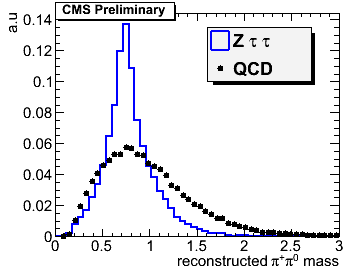 CMS Preliminary
a.u
0.14
0.12
0.1
0.08
0.06
0.04
0.02
0
Z τ τ
QCD
0 0.5 1 1.5 2 2.5 3
reconstructed π⁺π⁰ mass